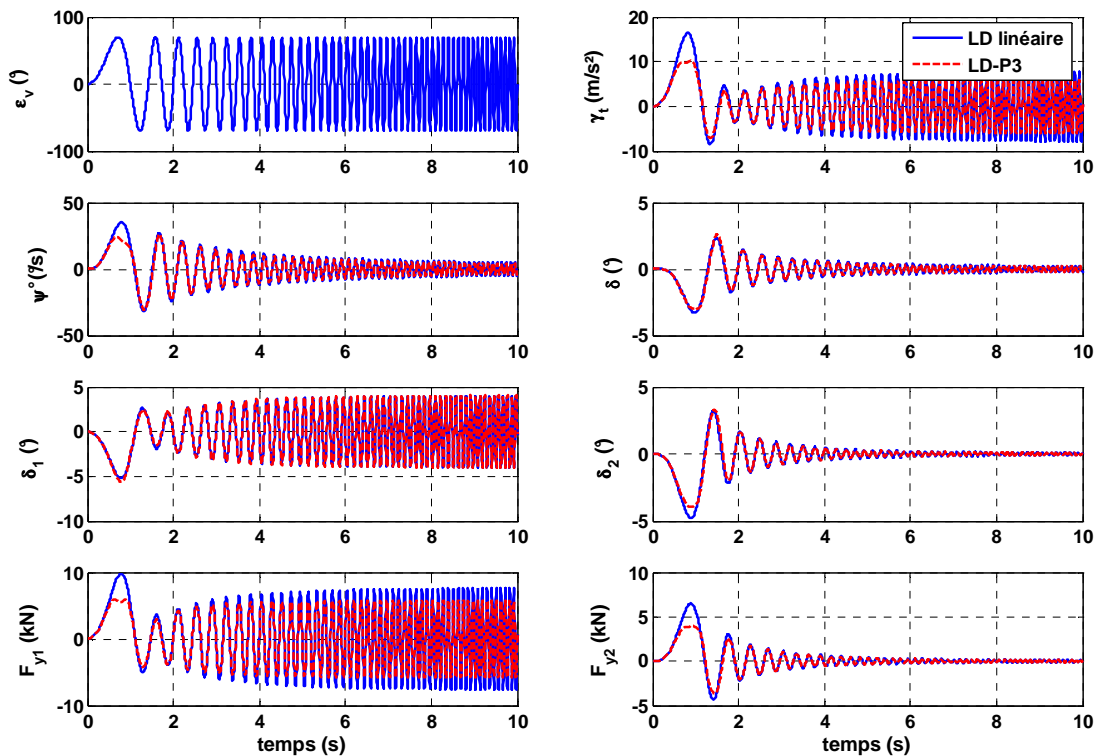 ε_v (°)
100
0
-100
0 2 4 6 8 10
γ_t (m/s²)
20
10
0
-10
0 2 4 6 8 10
LD linéaire
LD-P3
ψ° (°/s)
50
0
-50
0 2 4 6 8 10
δ (°)
5
0
5
0 2 4 6 8 10
δ_1 (°)
5
0
-5
-10
0 2 4 6 8 10
δ_2 (°)
5
0
-5
0 2 4 6 8 10
F_y1 (kN)
10
5
0
-5
-10
0 2 4 6 8 10
temps (s)
F_y2 (kN)
10
5
0
-5
0 2 4 6 8 10
temps (s)